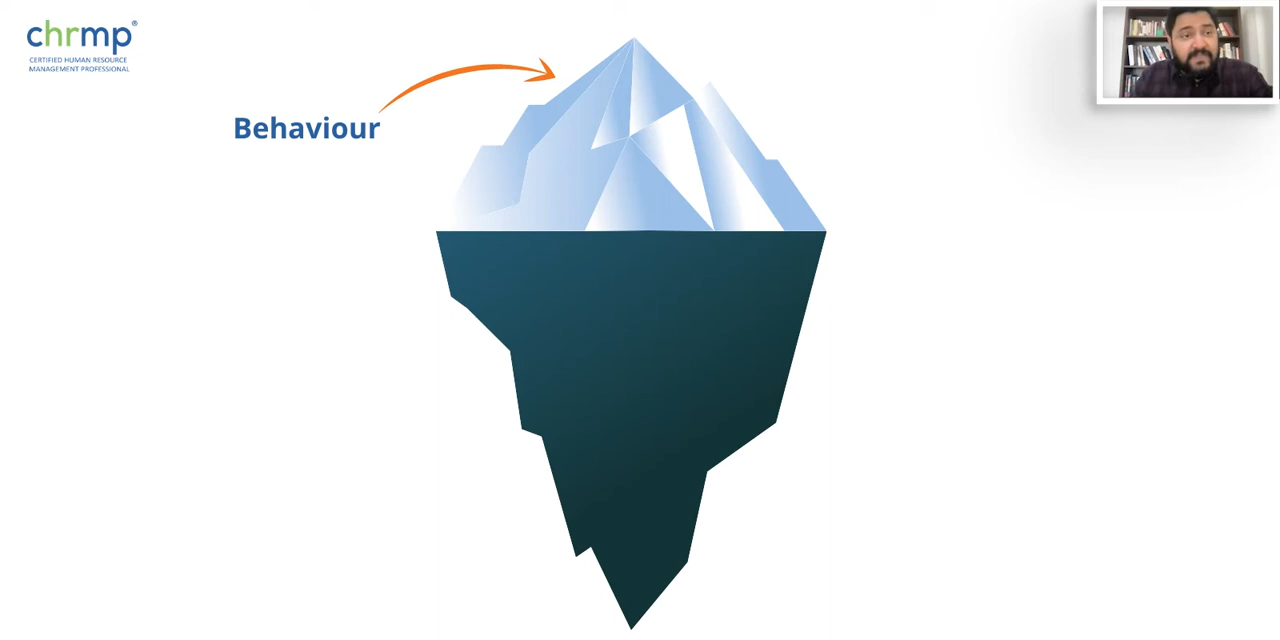 chrmp®
CERTIFIED HUMAN RESOURCE
MANAGEMENT PROFESSIONAL
Behaviour